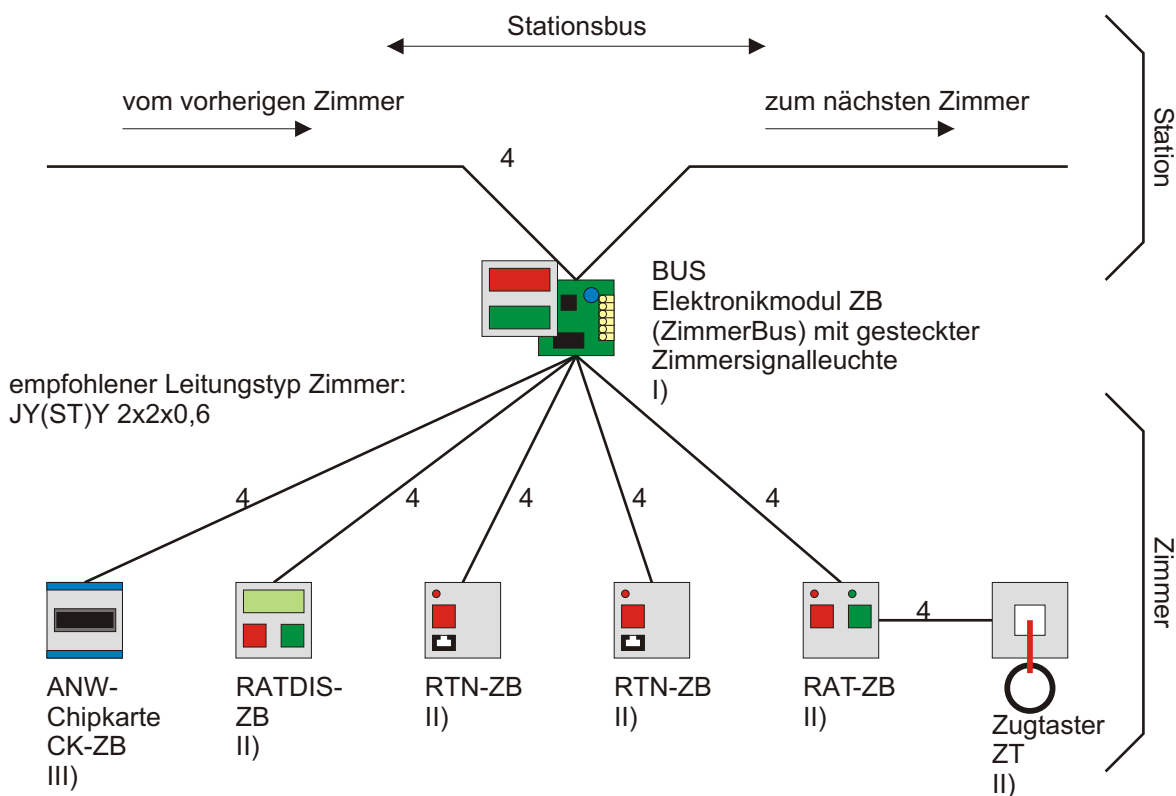 Stationsbus
vom vorherigen Zimmer
zum nächsten Zimmer
4
Station
BUS
Elektronikmodul ZB
(ZimmerBus) mit gesteckter
Zimmersignalleuchte
I)
empfohlener Leitungstyp Zimmer:
JY(ST)Y 2x2x0,6
4
4
4
4
4
Zimmer
4
ANW-
Chipkarte
CK-ZB
III)
RATDIS-
ZB
II)
RTN-ZB
II)
RTN-ZB
II)
RAT-ZB
II)
Zugtaster
ZT
II)